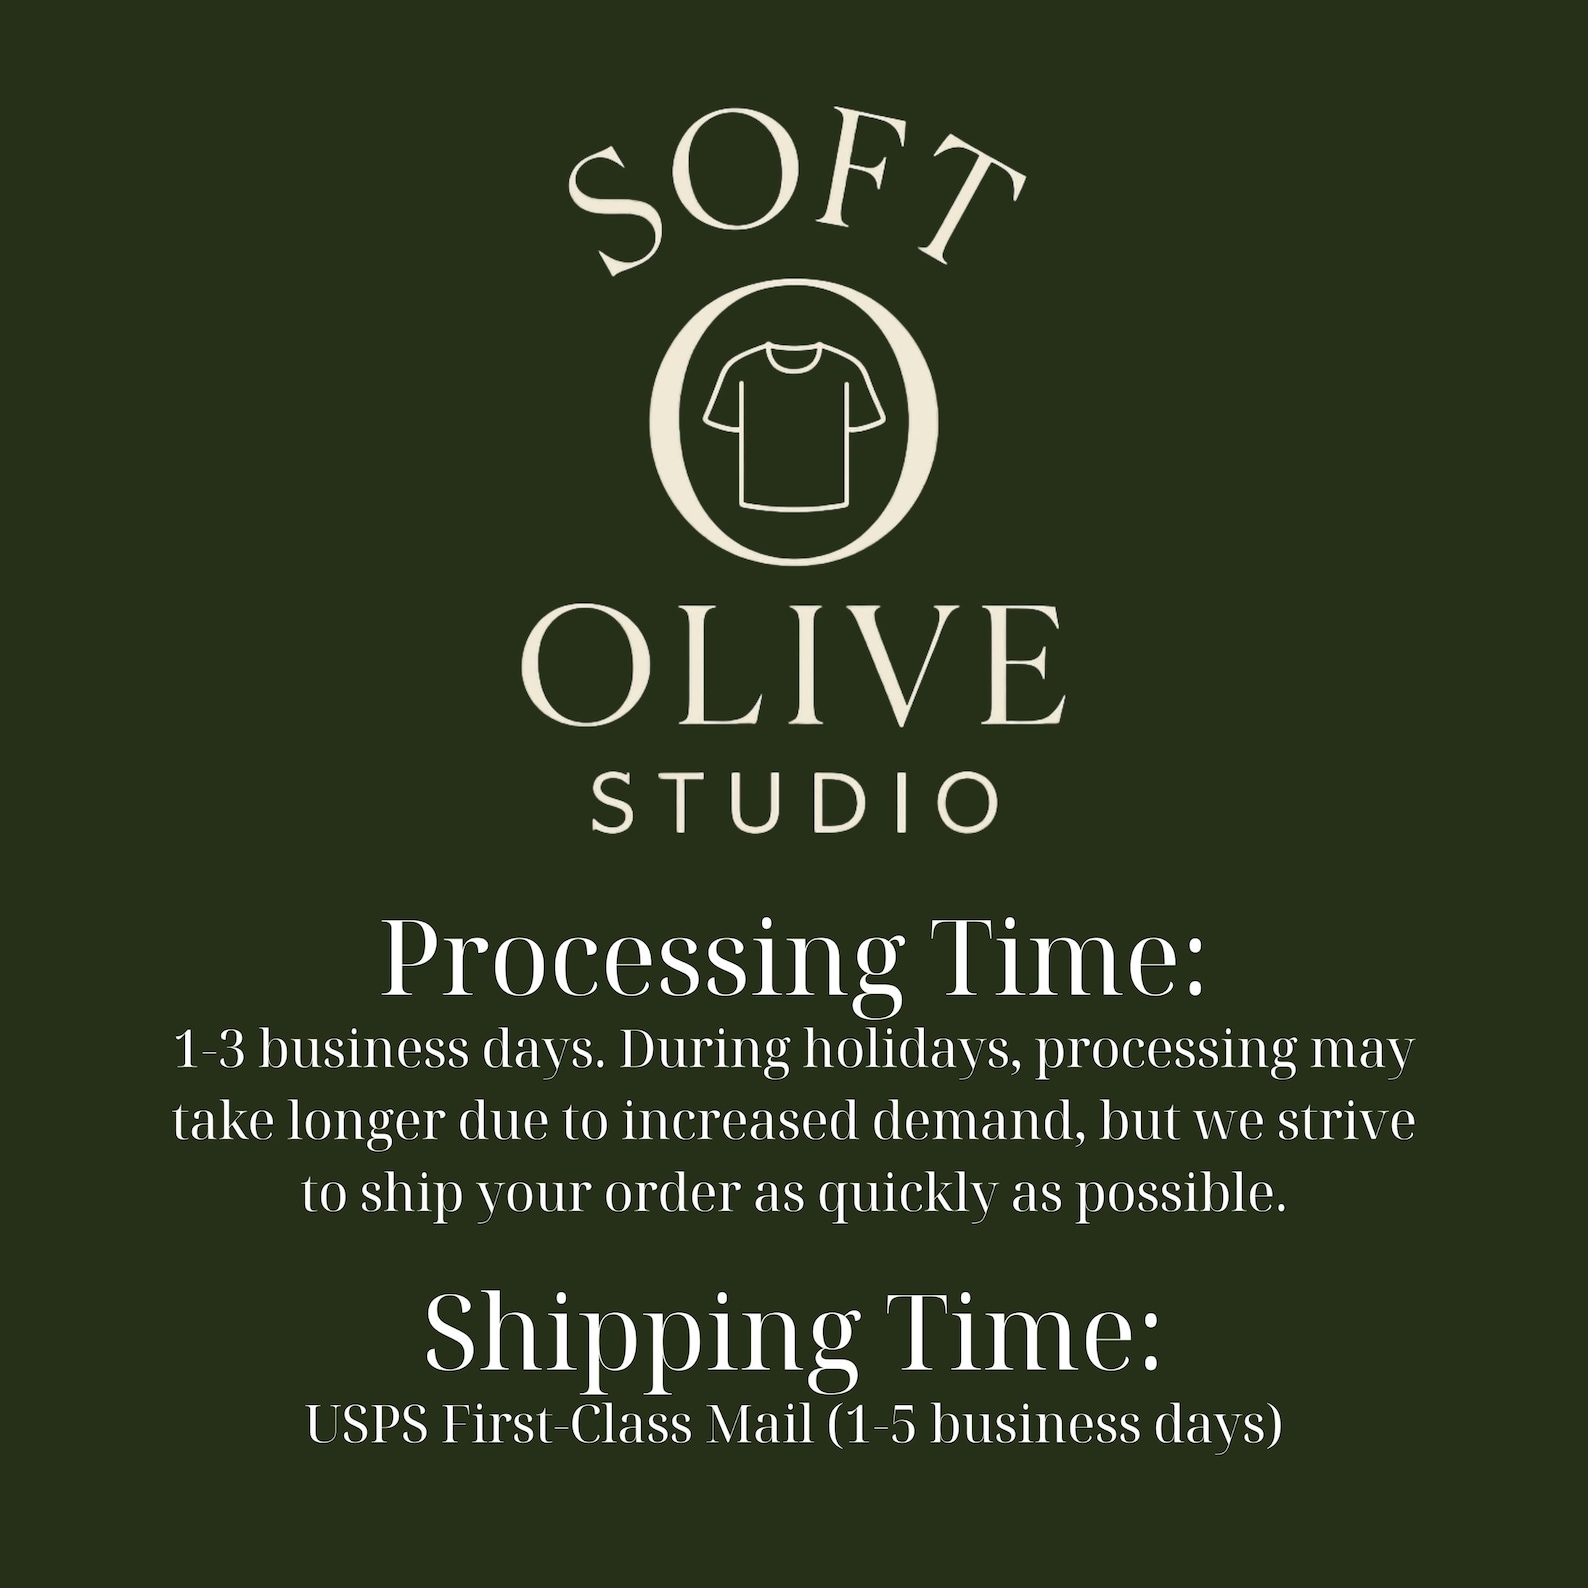 SOFT
O
OLIVE
STUDIO
Processing Time:
1-3 business days. During holidays, processing may
take longer due to increased demand, but we strive
to ship your order as quickly as possible.
Shipping Time:
USPS First-Class Mail (1-5 business days)